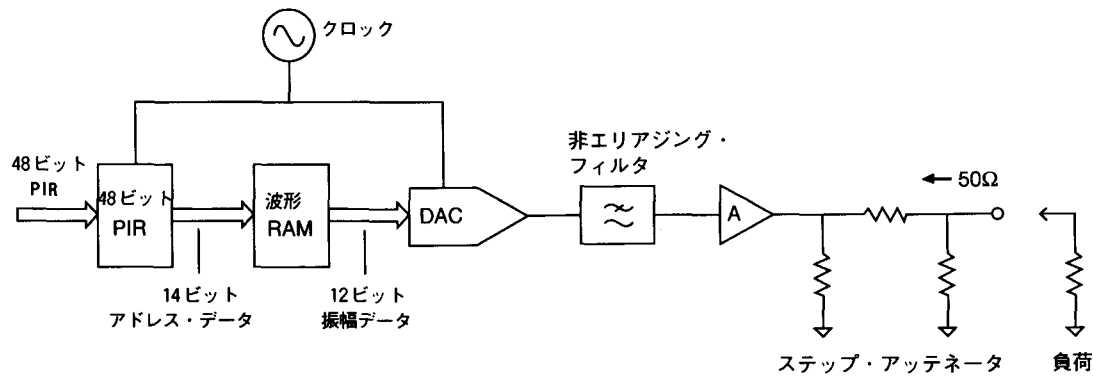 クロック
48ビット
PIR
48ビット
PIR
波形
RAM
DAC
非エリアジング・
フィルタ
A
50Ω
14ビット
アドレス・データ
12ビット
振幅データ
ステップ・アッテネータ
負荷